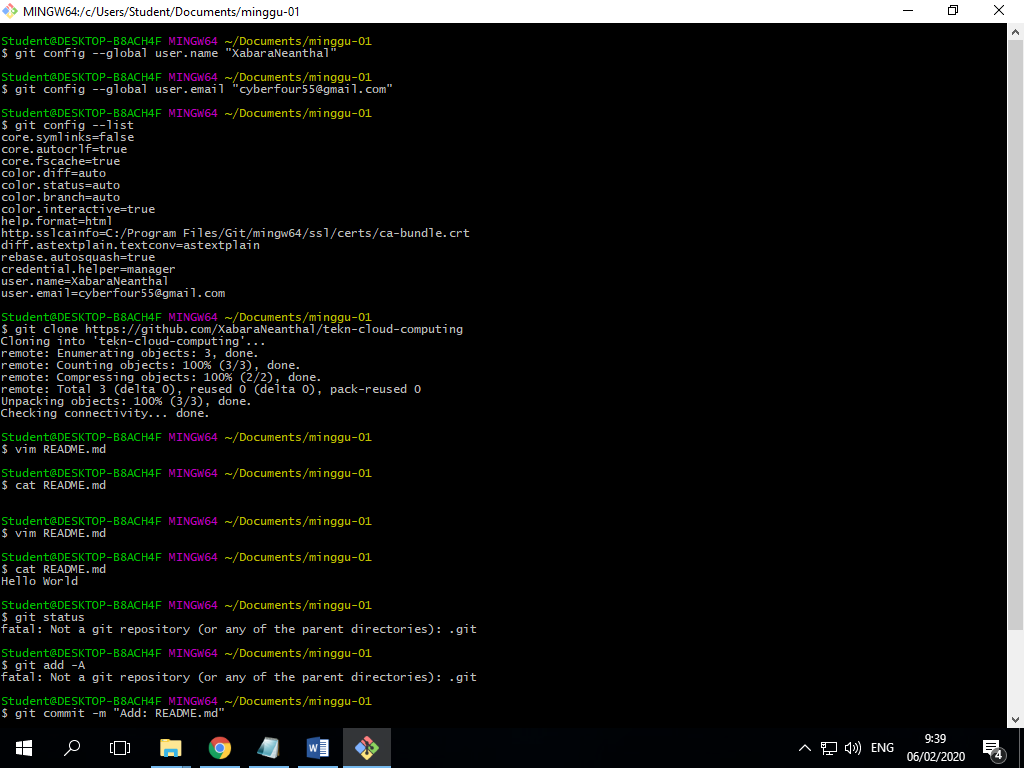 MINGW64:/c/Users/Student/Documents/minggu-01
Student@DESKTOP-B8ACH4F MINGW64 ~/Documents/minggu-01
$ git config --global user.name "XabaraNeanthal"
Student@DESKTOP-B8ACH4F MINGW64 ~/Documents/minggu-01
$ git config --global user.email "cyberfour55@gmail.com"
Student@DESKTOP-B8ACH4F MINGW64 ~/Documents/minggu-01
$ git config --list
core.symlinks=false
core.autocrlf=true
core.fscache=true
color.diff=auto
color.status=auto
color.branch=auto
color.interactive=true
help.format=html
http.sslcainfo=C:/Program Files/Git/mingw64/ssl/certs/ca-bundle.crt
diff.astextplain.textconv=astextplain
rebase.autosquash=true
credential.helper=manager
user.name=XabaraNeanthal
user.email=cyberfour55@gmail.com
Student@DESKTOP-B8ACH4F MINGW64 ~/Documents/minggu-01
$ git clone https://github.com/XabaraNeanthal/tekn-cloud-computing
Cloning into 'tekn-cloud-computing'...
remote: Enumerating objects: 3, done.
remote: Counting objects: 100% (3/3), done.
remote: Compressing objects: 100% (2/2), done.
remote: Total 3 (delta 0), reused 0 (delta 0), pack-reused 0
Unpacking objects: 100% (3/3), done.
Checking connectivity... done.
Student@DESKTOP-B8ACH4F MINGW64 ~/Documents/minggu-01
$ vim README.md
Student@DESKTOP-B8ACH4F MINGW64 ~/Documents/minggu-01
$ cat README.md
Student@DESKTOP-B8ACH4F MINGW64 ~/Documents/minggu-01
$ vim README.md
Student@DESKTOP-B8ACH4F MINGW64 ~/Documents/minggu-01
$ cat README.md
Hello World
Student@DESKTOP-B8ACH4F MINGW64 ~/Documents/minggu-01
$ git status
fatal: Not a git repository (or any of the parent directories): .git
Student@DESKTOP-B8ACH4F MINGW64 ~/Documents/minggu-01
$ git add -A
fatal: Not a git repository (or any of the parent directories): .git
Student@DESKTOP-B8ACH4F MINGW64 ~/Documents/minggu-01
$ git commit -m "Add: README.md"
ENG
9:39
06/02/2020
4